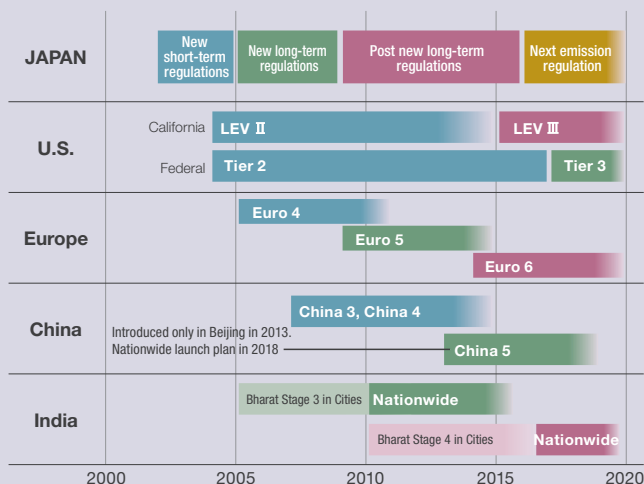 JAPAN
New
short-term
regulations
New long-term
regulations
Post new long-term
regulations
Next emission
regulation
U.S.
California
LEV Ⅱ
LEV Ⅲ
Federal
Tier 2
Tier 3
Europe
Euro 4
Euro 5
Euro 6
China
China 3, China 4
Introduced only in Beijing in 2013.
Nationwide launch plan in 2018
China 5
India
Bharat Stage 3 in Cities
Nationwide
Bharat Stage 4 in Cities
Nationwide
2000 2005 2010 2015 2020